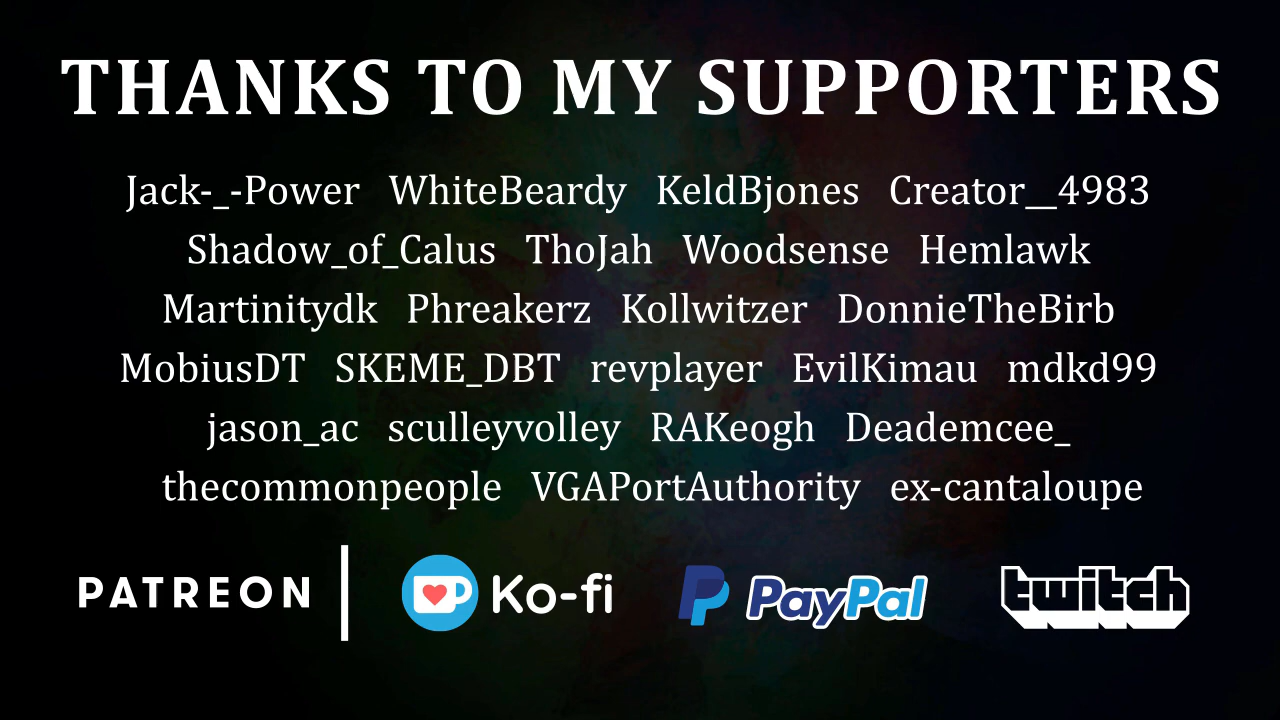 THANKS TO MY SUPPORTERS
Jack-_-Power WhiteBeardy KeldBjones Creator__4983
Shadow_of_Calus ThoJah Woodsense Hemlawk
Martinitydk Phreakerz Kollwitzer DonnieTheBirb
MobiusDT SKEME_DBT revplayer EvilKimau mdkd99
jason_ac sculleyvolley RAKeogh Deademcee_
thecommonpeople VGAPortAuthority ex-cantaloupe
PATREON Ko-fi PayPal twitch